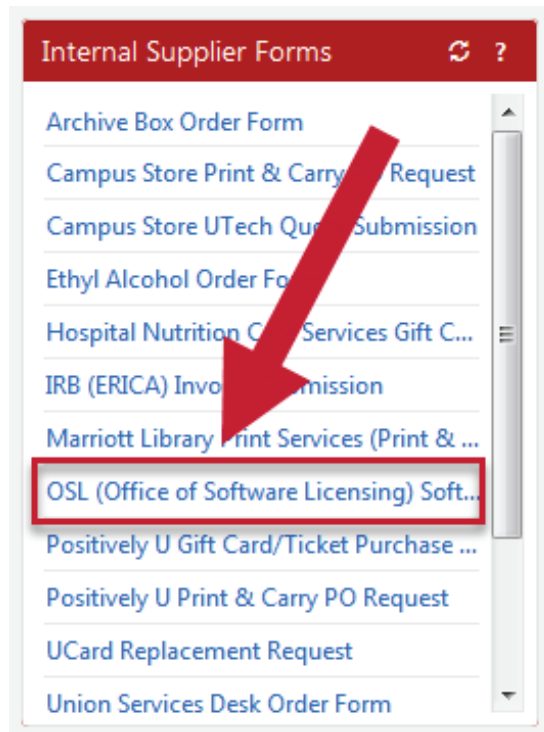 Internal Supplier Forms ?
Archive Box Order Form
Campus Store Print & Carry Request
Campus Store UTech Submission
Ethyl Alcohol Order
Hospital Nutrition Services Gift C...
IRB (ERICA)
Marriott Library Print Services (Print & ...
OSL (Office of Software Licensing) Soft...
Positively U Gift Card/Ticket Purchase ...
Positively U Print & Carry PO Request
UCard Replacement Request
Union Services Desk Order Form